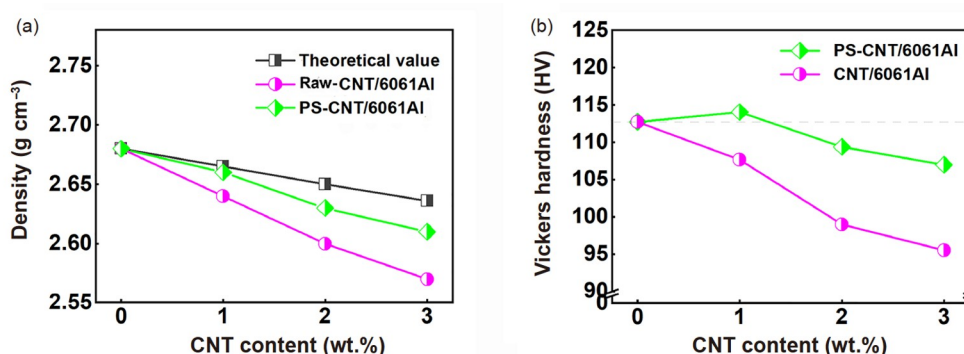 (a)
Density (g cm⁻³)
2.75
2.70
2.65
2.60
2.55
Theoretical value
Raw-CNT/6061Al
PS-CNT/6061Al
0 1 2 3
CNT content (wt.%)
(b)
Vickers hardness (HV)
125
120
115
110
105
100
95
90
0
PS-CNT/6061Al
CNT/6061Al
0 1 2 3
CNT content (wt.%)